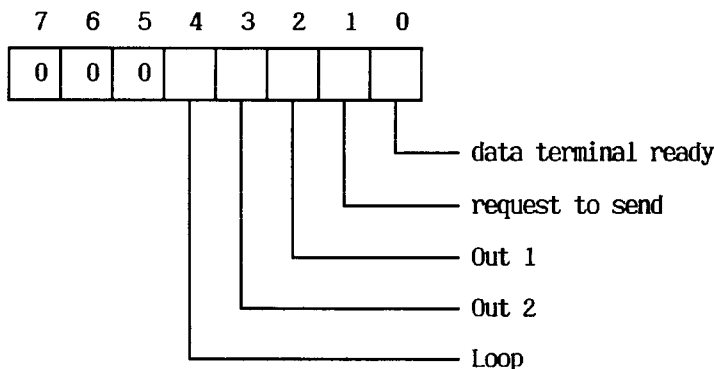 7 6 5 4 3 2 1 0
0 0 0
data terminal ready
request to send
Out 1
Out 2
Loop